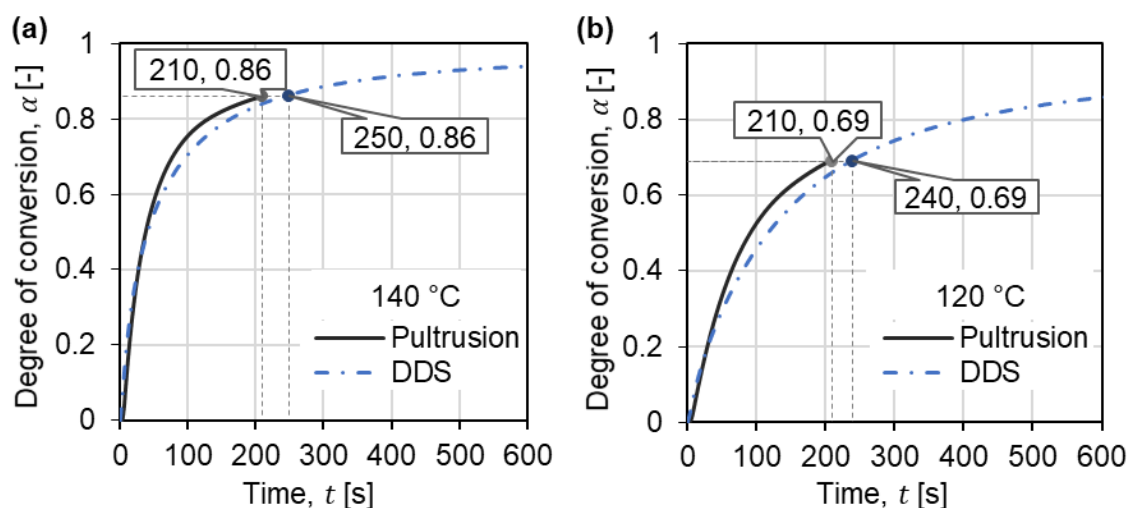 (a)
Degree of conversion, α [-]
1
0.8
0.6
0.4
0.2
0
210, 0.86
250, 0.86
140 °C
Pultrusion
DDS
0 100 200 300 400 500 600
Time, t [s]
(b)
Degree of conversion, α [-]
1
0.8
0.6
0.4
0.2
0
210, 0.69
240, 0.69
120 °C
Pultrusion
DDS
0 100 200 300 400 500 600
Time, t [s]